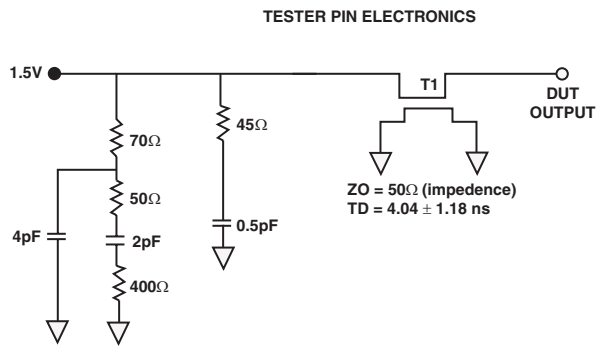 TESTER PIN ELECTRONICS
1.5V
T1
DUT
OUTPUT
70Ω
45Ω
50Ω
ZO = 50Ω (impedence)
TD = 4.04 ± 1.18 ns
4pF
2pF
0.5pF
400Ω